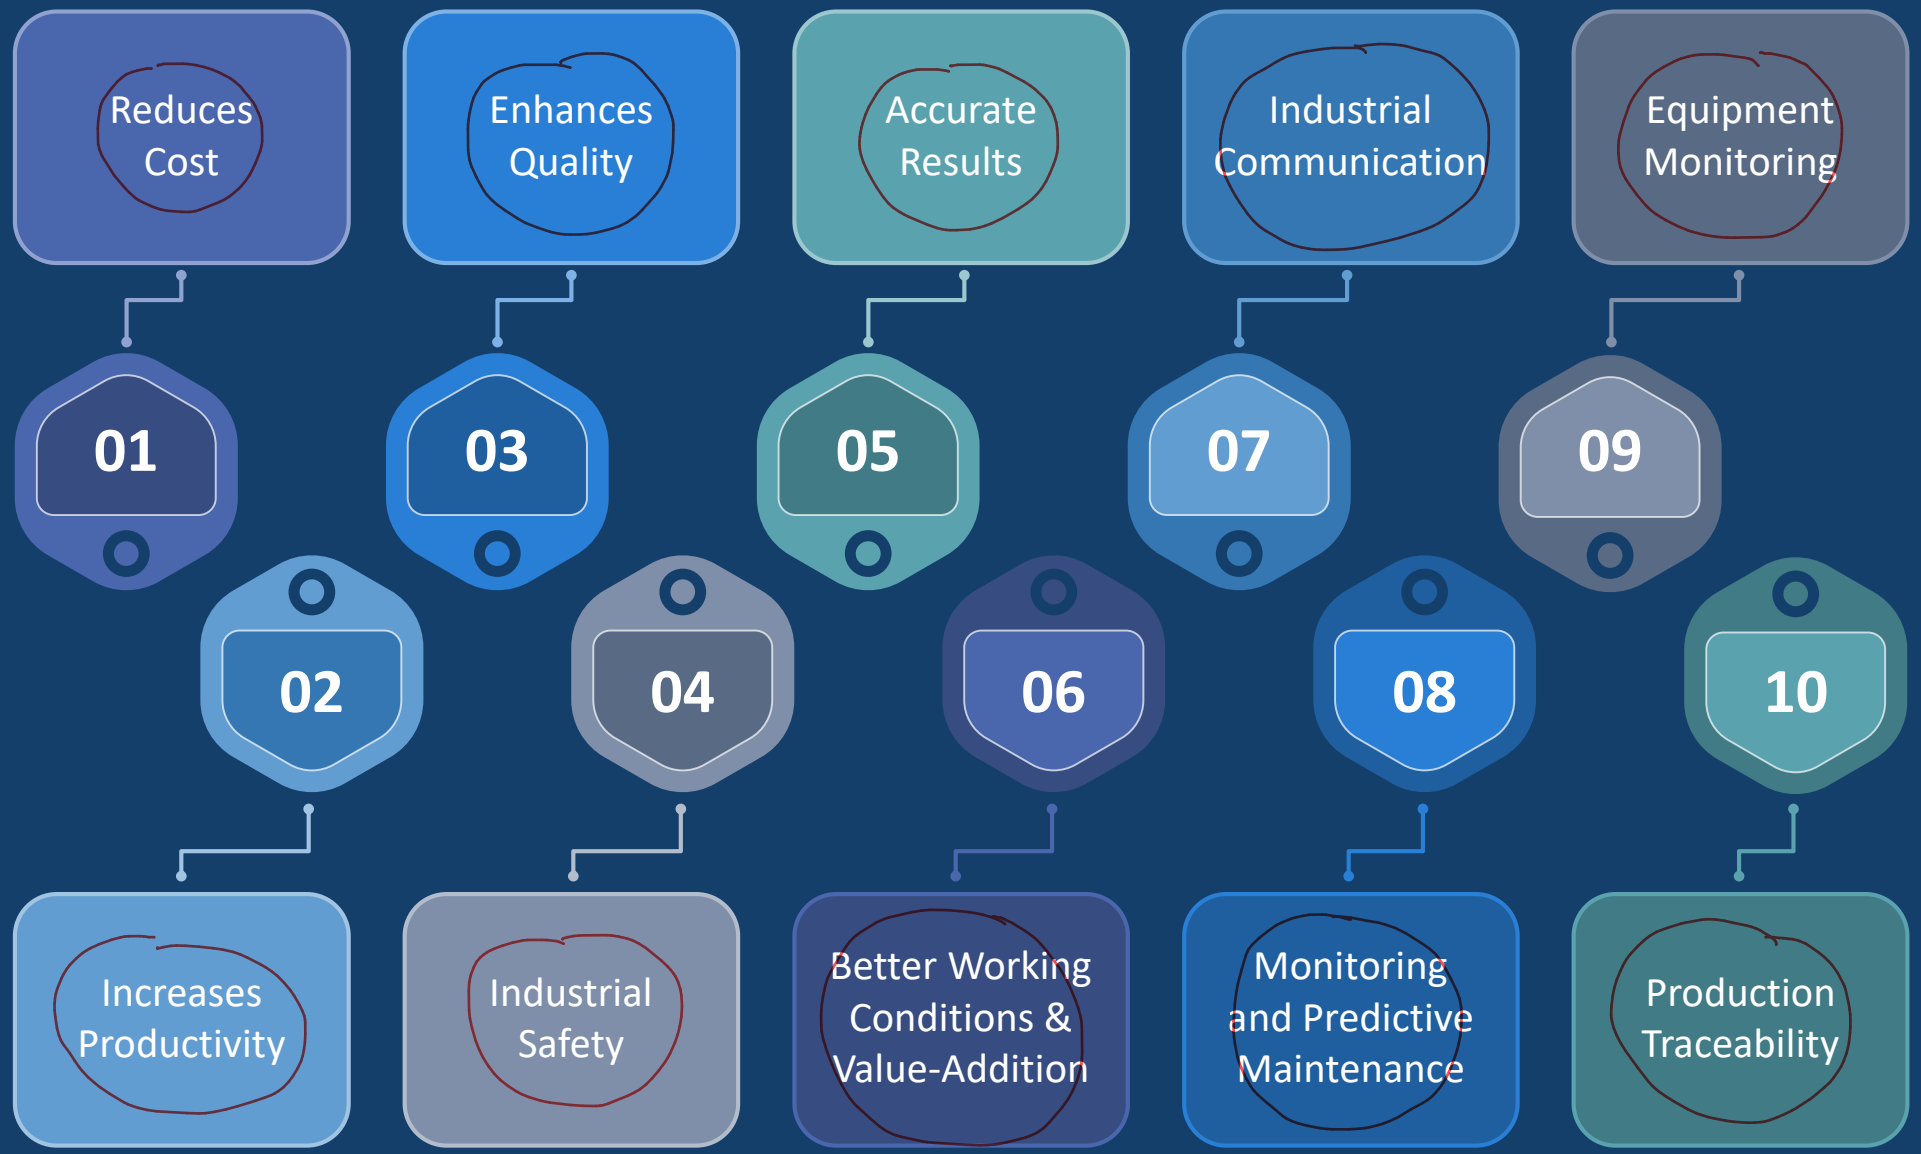 Reduces
Cost
Enhances
Quality
Accurate
Results
Industrial
Communication
Equipment
Monitoring
01
03
05
07
09
02
04
06
08
10
Increases
Productivity
Industrial
Safety
Better Working
Conditions &
Value-Addition
Monitoring
and Predictive
Maintenance
Production
Traceability